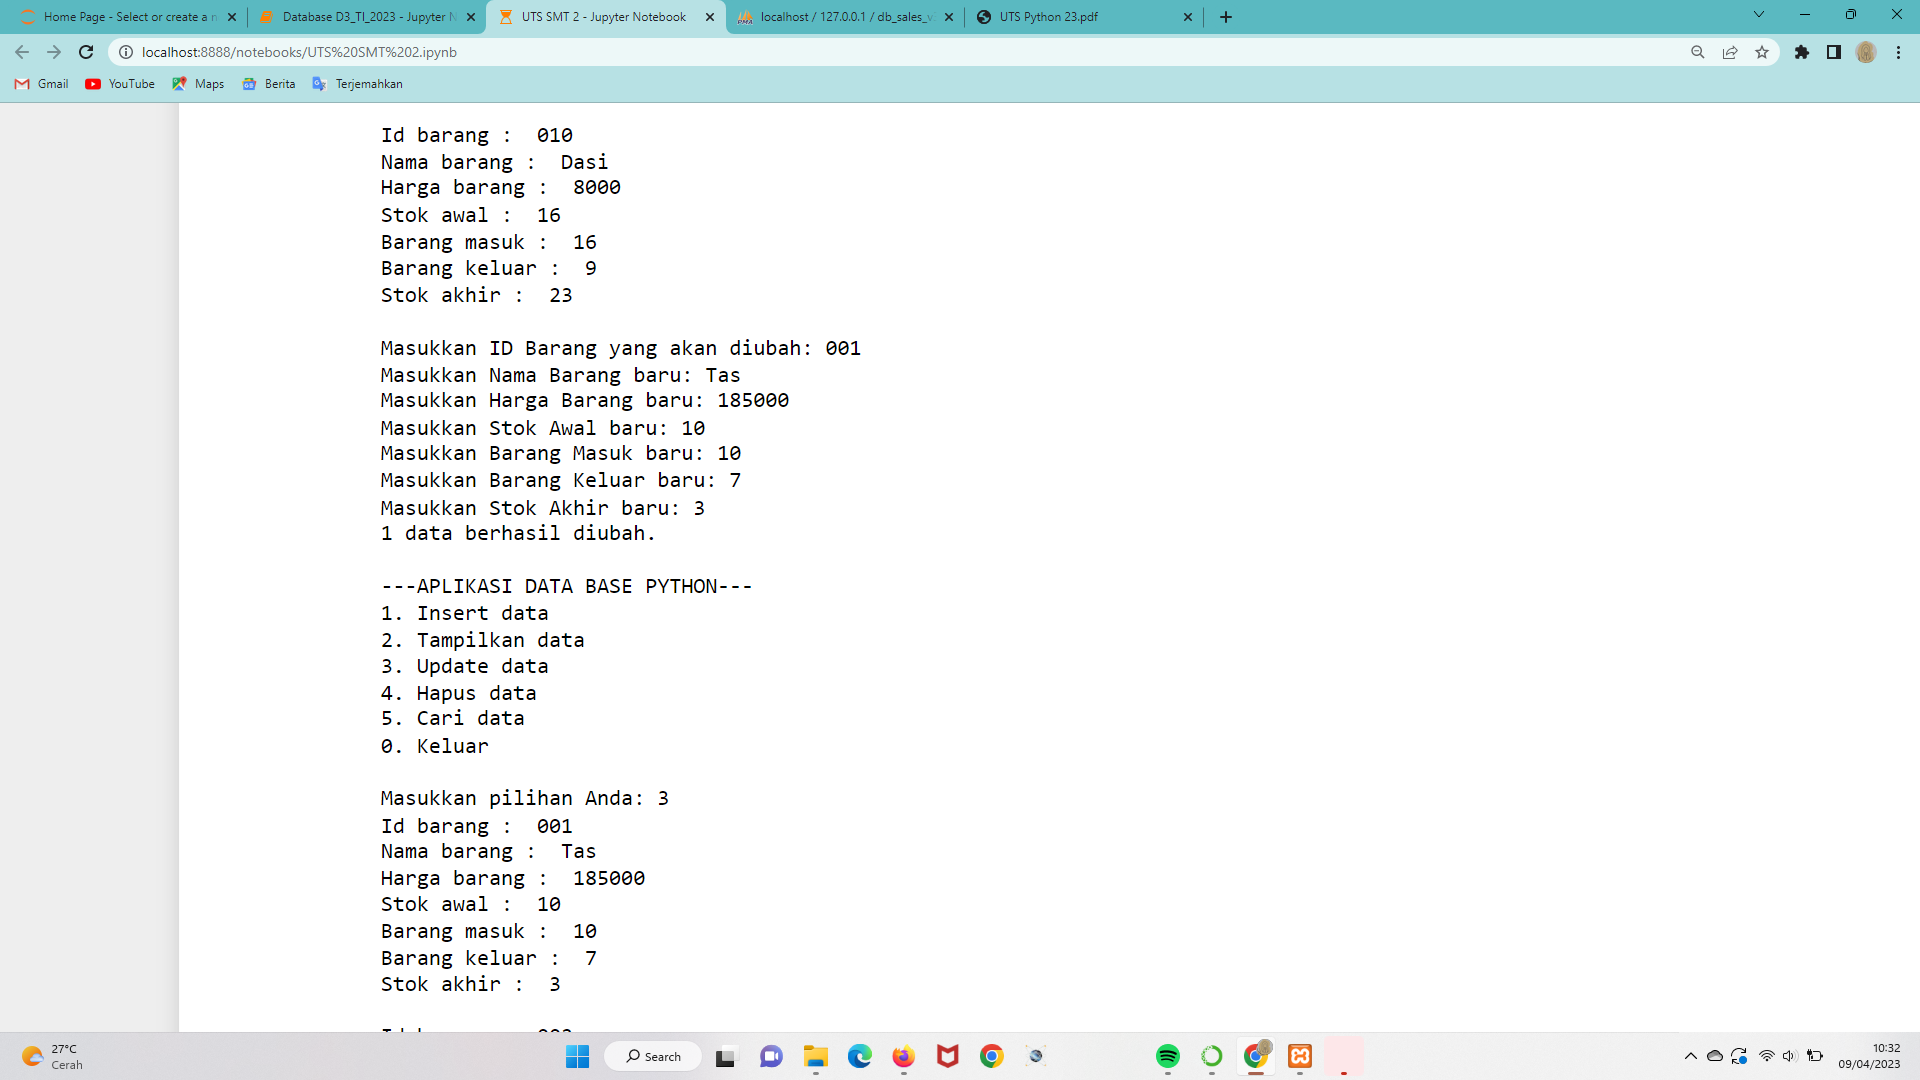 Home Page - Select or create a n
Database D3_TI_2023 - Jupyter N
UTS SMT 2 - Jupyter Notebook
localhost / 127.0.0.1 / db_sales_v
UTS Python 23.pdf
localhost:8888/notebooks/UTS%20SMT%202.ipynb
Gmail
YouTube
Maps
Berita
Terjemahkan
Id barang :  010
Nama barang :  Dasi
Harga barang :  8000
Stok awal :  16
Barang masuk :  16
Barang keluar :  9
Stok akhir :  23
Masukkan ID Barang yang akan diubah: 001
Masukkan Nama Barang baru: Tas
Masukkan Harga Barang baru: 185000
Masukkan Stok Awal baru: 10
Masukkan Barang Masuk baru: 10
Masukkan Barang Keluar baru: 7
Masukkan Stok Akhir baru: 3
1 data berhasil diubah.
---APLIKASI DATA BASE PYTHON---
1. Insert data
2. Tampilkan data
3. Update data
4. Hapus data
5. Cari data
0. Keluar
Masukkan pilihan Anda: 3
Id barang :  001
Nama barang :  Tas
Harga barang :  185000
Stok awal :  10
Barang masuk :  10
Barang keluar :  7
Stok akhir :  3
27°C
Cerah
Search
10:32
09/04/2023